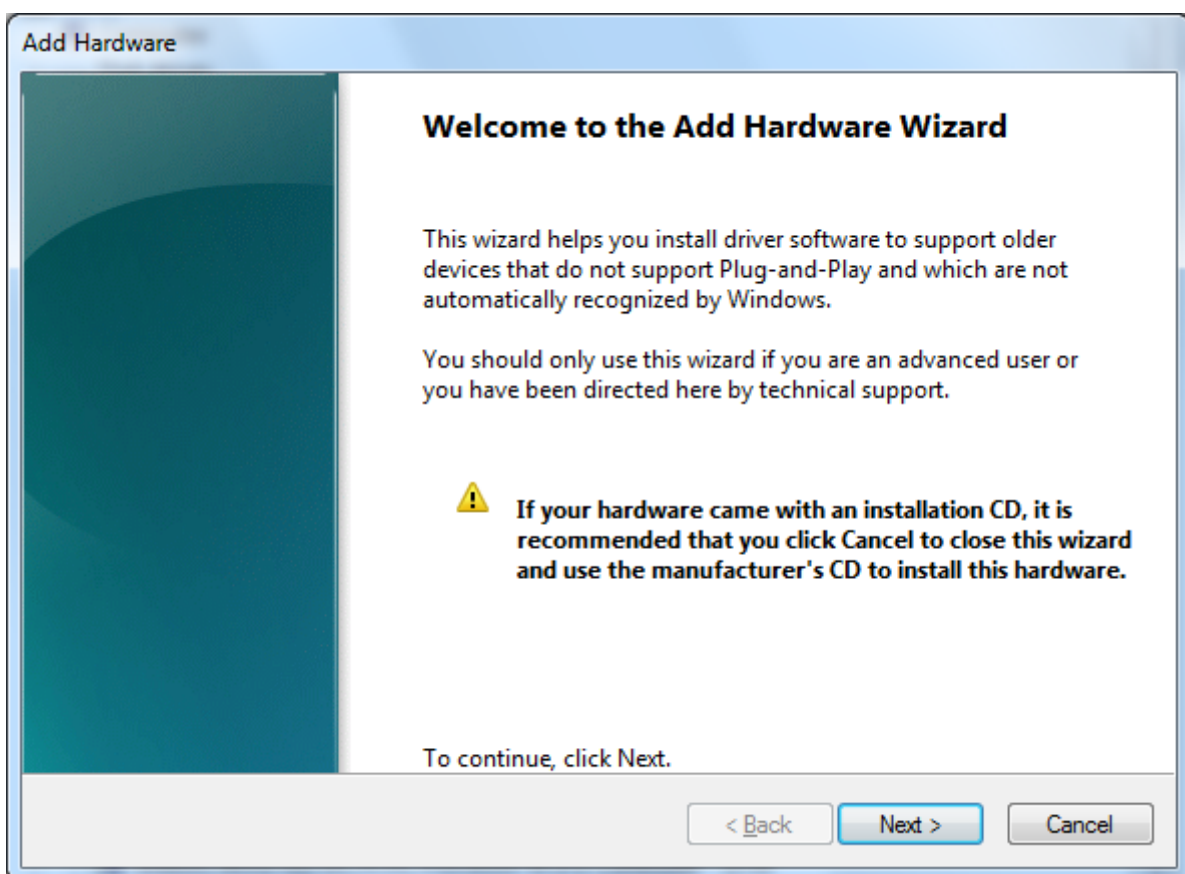 Add Hardware
Welcome to the Add Hardware Wizard
This wizard helps you install driver software to support older
devices that do not support Plug-and-Play and which are not
automatically recognized by Windows.
You should only use this wizard if you are an advanced user or
you have been directed here by technical support.
If your hardware came with an installation CD, it is
recommended that you click Cancel to close this wizard
and use the manufacturer's CD to install this hardware.
To continue, click Next.
< Back Next > Cancel